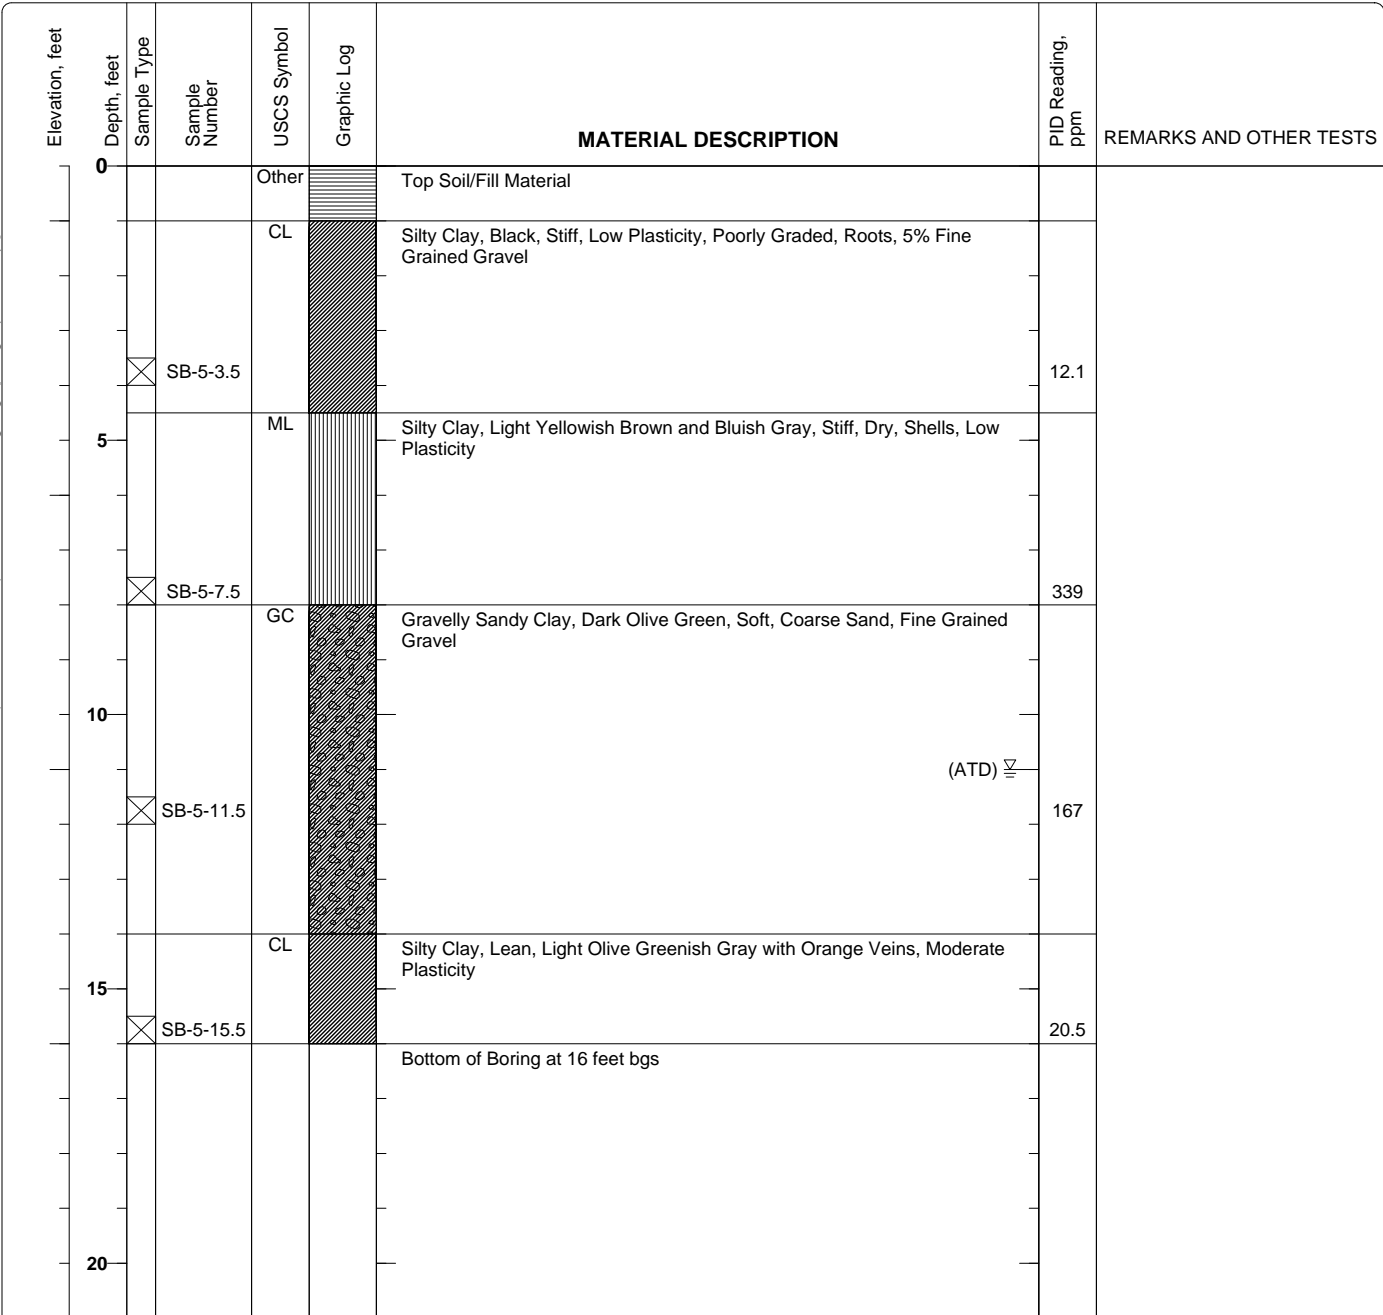 Elevation, feet
Depth, feet
Sample Type
Sample
Number
USCS Symbol
Graphic Log
MATERIAL DESCRIPTION
PID Reading,
ppm
REMARKS AND OTHER TESTS
0
Other
Top Soil/Fill Material
CL
Silty Clay, Black, Stiff, Low Plasticity, Poorly Graded, Roots, 5% Fine
Grained Gravel
SB-5-3.5
12.1
ML
Silty Clay, Light Yellowish Brown and Bluish Gray, Stiff, Dry, Shells, Low
Plasticity
5
SB-5-7.5
339
GC
Gravelly Sandy Clay, Dark Olive Green, Soft, Coarse Sand, Fine Grained
Gravel
10
(ATD)
SB-5-11.5
167
CL
Silty Clay, Lean, Light Olive Greenish Gray with Orange Veins, Moderate
Plasticity
15
SB-5-15.5
20.5
Bottom of Boring at 16 feet bgs
20